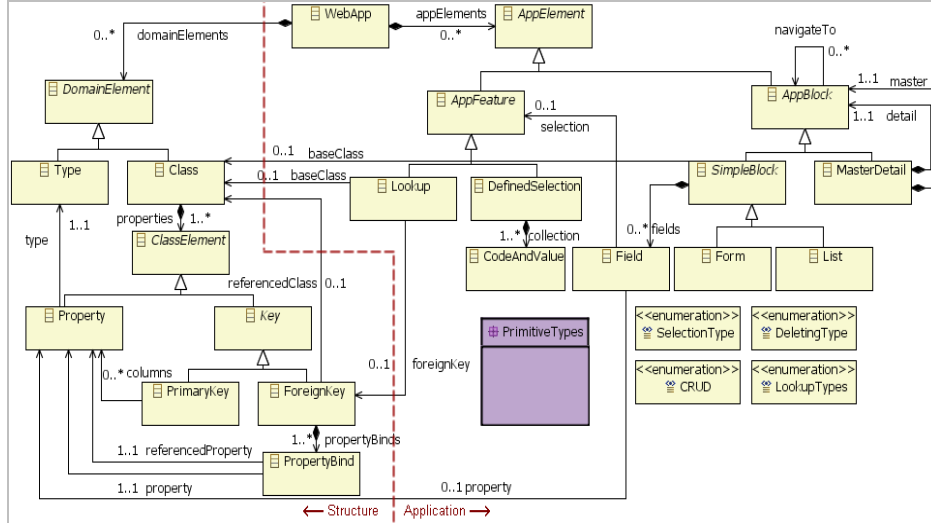 WebApp
appElements
AppElement
0..*
domainElements
0..*
navigateTo
0..*
DomainElement
AppFeature
0..1
selection
AppBlock
1..1
master
1..1
detail
Type
Class
0..1
baseClass
0..1
baseClass
Lookup
DefinedSelection
SimpleBlock
MasterDetail
1..1
type
properties
1..*
ClassElement
1..*
collection
0..*
fields
CodeAndValue
Field
Form
List
referencedClass
0..1
Property
Key
PrimitiveTypes
<<enumeration>>
SelectionType
<<enumeration>>
DeletingType
0..1
foreignKey
0..*
columns
PrimaryKey
ForeignKey
<<enumeration>>
CRUD
<<enumeration>>
LookupTypes
1..*
propertyBinds
1..1
referencedProperty
PropertyBind
1..1
property
0..1
property
← Structure
Application →